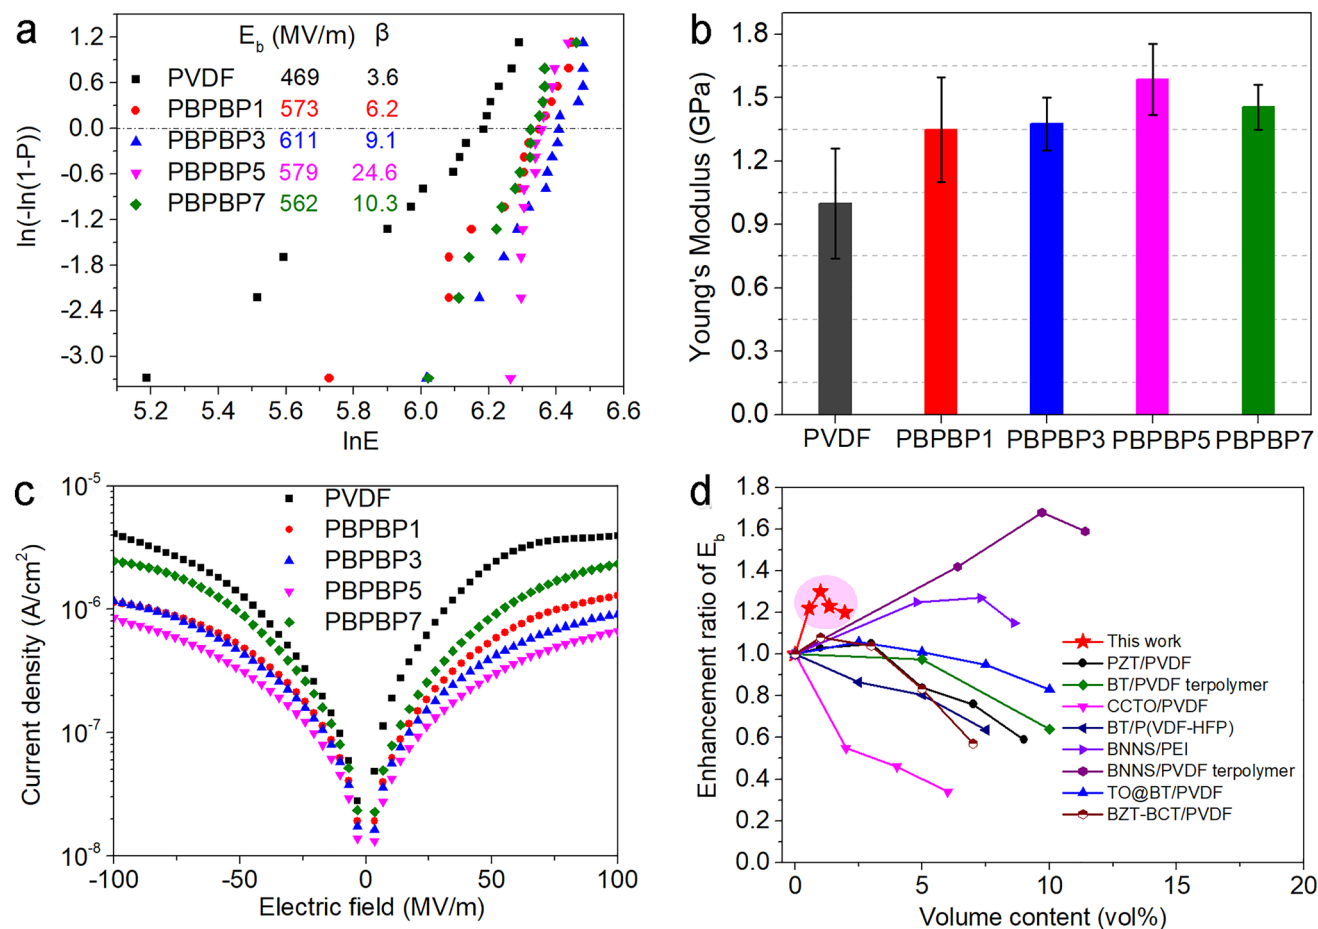 a
E_b (MV/m) β
PVDF 469 3.6
PBPBP1 573 6.2
PBPBP3 611 9.1
PBPBP5 579 24.6
PBPBP7 562 10.3
1.2
0.6
0.0
-0.6
-1.2
-1.8
-2.4
-3.0
ln(-ln(1-P))
5.2 5.4 5.6 5.8 6.0 6.2 6.4 6.6
lnE
b
1.8
1.5
1.2
0.9
0.6
0.3
0.0
Young's Modulus (GPa)
PVDF PBPBP1 PBPBP3 PBPBP5 PBPBP7
c
PVDF
PBPBP1
PBPBP3
PBPBP5
PBPBP7
10^-5
10^-6
10^-7
10^-8
Current density (A/cm^2)
-100 -50 0 50 100
Electric field (MV/m)
d
1.8
1.6
1.4
1.2
1.0
0.8
0.6
0.4
0.2
0.0
Enhancement ratio of E_b
This work
PZT/PVDF
BT/PVDF terpolymer
CCTO/PVDF
BT/P(VDF-HFP)
BNNS/PEI
BNNS/PVDF terpolymer
TO@BT/PVDF
BZT-BCT/PVDF
0 5 10 15 20
Volume content (vol%)